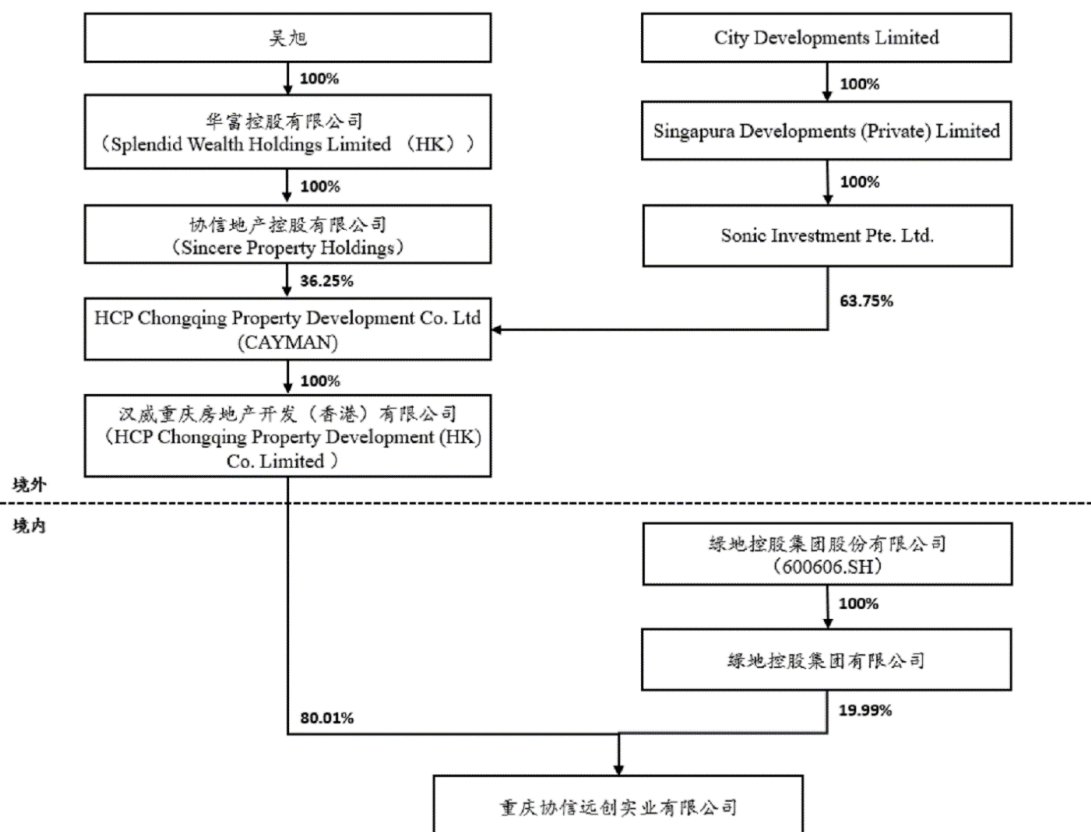 吴旭
City Developments Limited
100%
100%
华富控股有限公司
（Splendid Wealth Holdings Limited （HK））
Singapura Developments (Private) Limited
100%
100%
协信地产控股有限公司
（Sincere Property Holdings）
Sonic Investment Pte. Ltd.
36.25%
63.75%
HCP Chongqing Property Development Co. Ltd
(CAYMAN)
100%
汉威重庆房地产开发（香港）有限公司
（HCP Chongqing Property Development (HK)
Co. Limited ）
境外
境内
绿地控股集团股份有限公司
（600606.SH）
100%
绿地控股集团有限公司
80.01%
19.99%
重庆协信远创实业有限公司